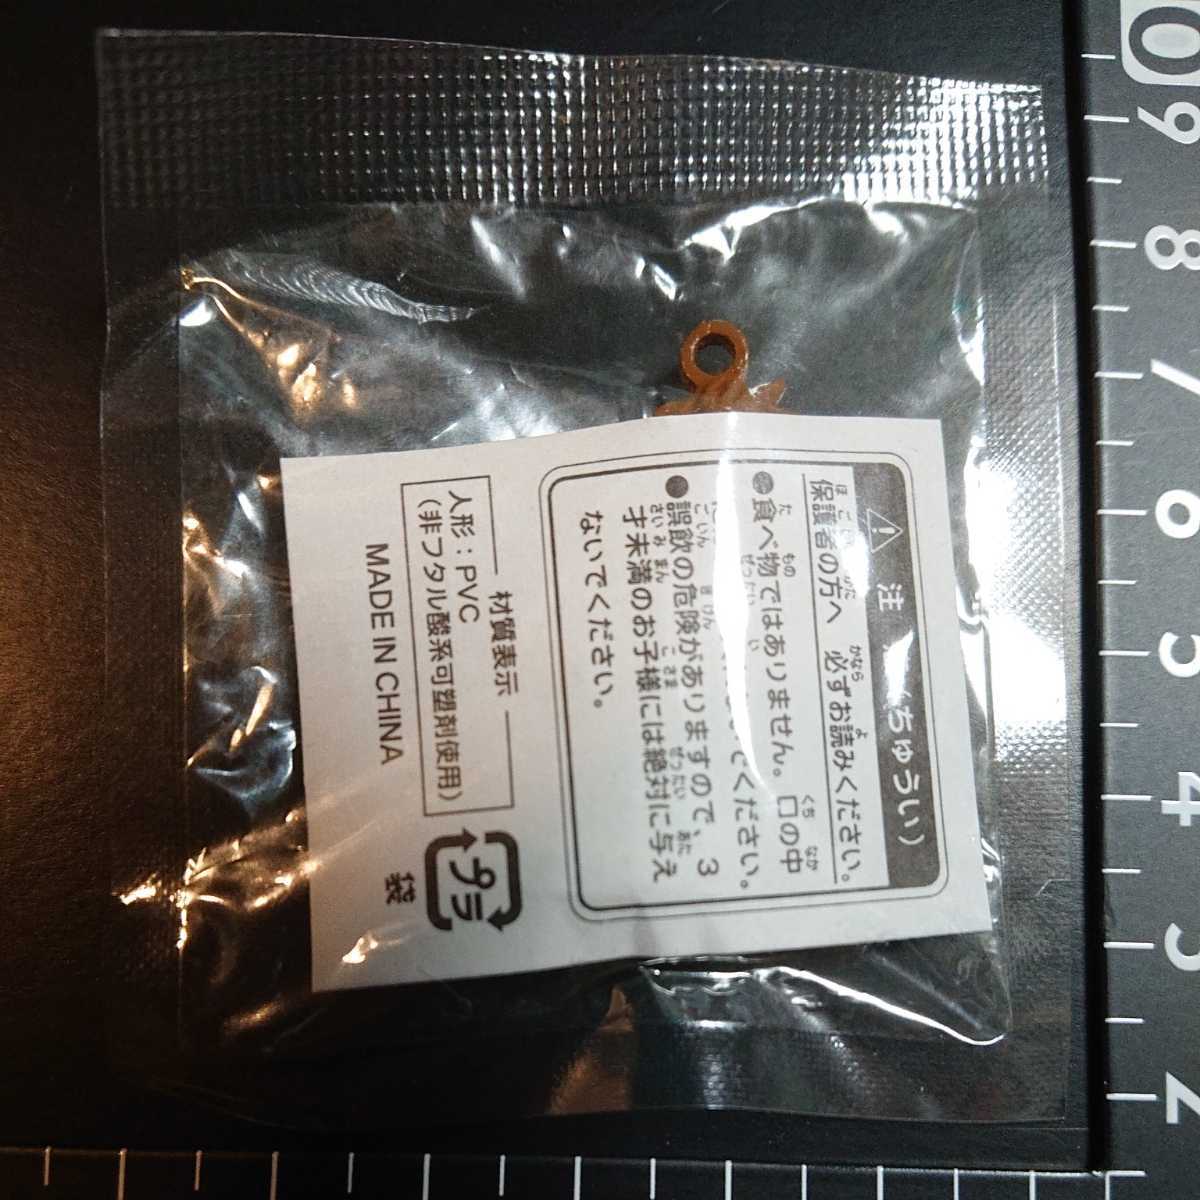 注 (ちゅうい)
保護者の方へ 必ずお読みください。
●食べ物ではありません。口の中
でください。
●誤飲の危険がありますので、3
才未満のお子様には絶対に与え
ないでください。
材質表示
人形:PVC
(非フタル酸系可塑剤使用)
MADE IN CHINA
プラ
袋
10
9
8
7
6
5
4
3
2